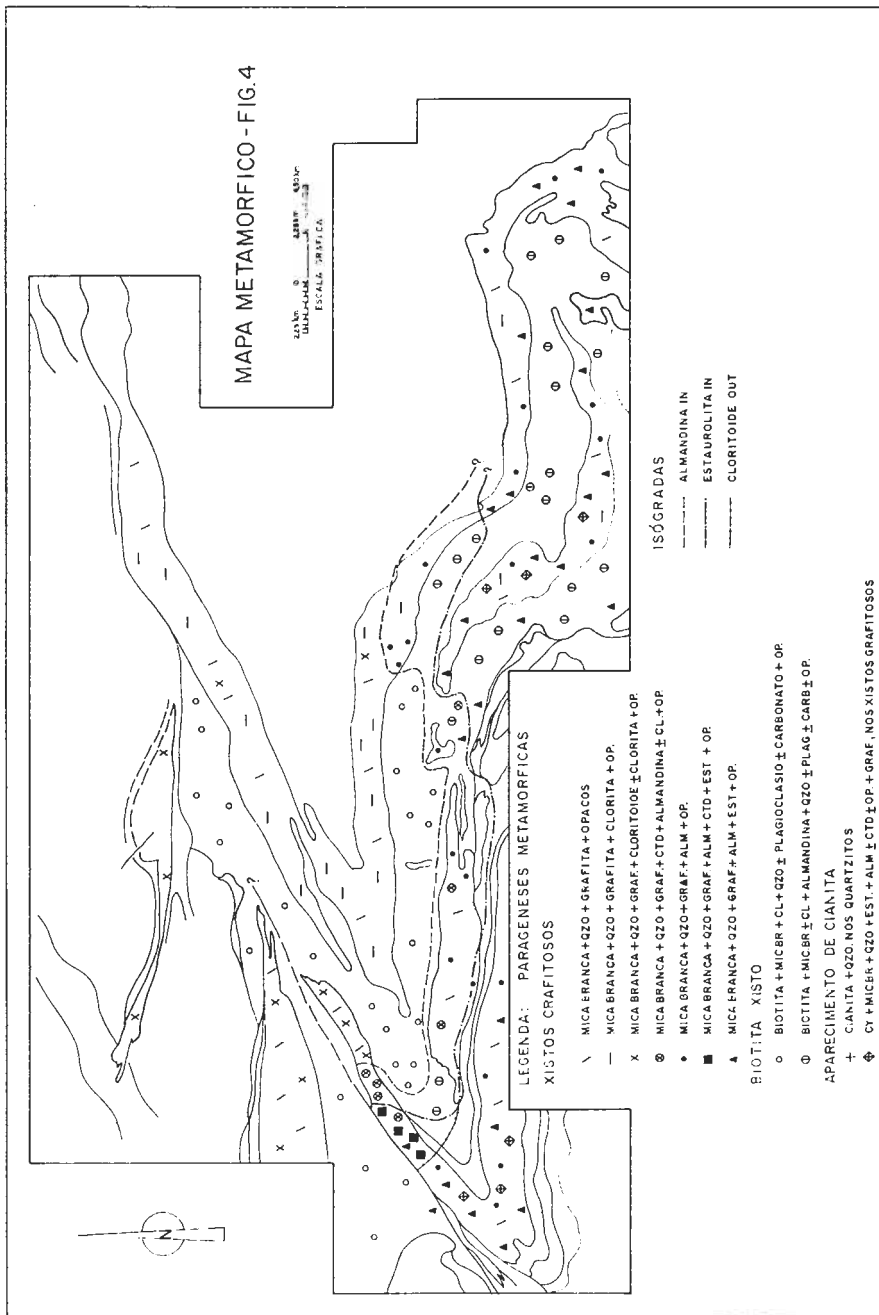 MAPA METAMORFICO - FIG. 4
ESCALA GRAFICA
N
?
?
?
LEGENDA: PARAGENESES METAMORFICAS
XISTOS CRAFITOSOS
\ MICA BRANCA + QZO + GRAFITA + OPACOS
— MICA BRANCA + QZO + GRAFITA + CLORITA + OP.
x MICA BRANCA + QZO + GRAF. + CLORITOIDE ± CLORITA + OP.
⊗ MICA BRANCA + QZO + GRAF. + CTD + ALMANDINA ± CL. + OP.
• MICA BRANCA + QZO + GRAF. + ALM + OP.
■ MICA BRANCA + QZO + GRAF. + ALM + CTD + EST + OP.
▲ MICA BRANCA + QZO + GRAF. + ALM + EST + OP.
BIOTITA XISTO
○ BIOTITA + MICBR + CL + QZO ± PLAGIOCLASIO ± CARBONATO + OP.
⦶ BIOTITA + MICBR ± CL + ALMANDINA + QZO ± PLAG ± CARB ± OP.
APARECIMENTO DE CIANITA
+ CIANITA + QZO, NOS QUARTZITOS
CY + MICBR + QZO + EST. + ALM ± CTD ± OP. + GRAF, NOS XISTOS GRAFITOSOS
ISÓGRADAS
ALMANDINA IN
ESTAUROLITA IN
CLORITOIDE OUT